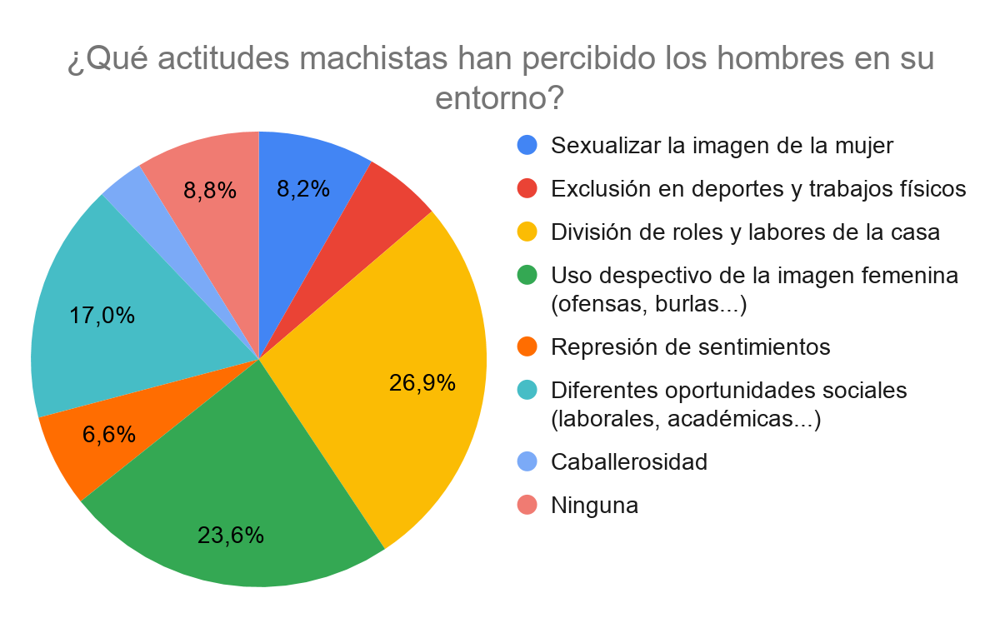 ¿Qué actitudes machistas han percibido los hombres en su
entorno?
8,8%
8,2%
17,0%
26,9%
6,6%
23,6%
Sexualizar la imagen de la mujer
Exclusión en deportes y trabajos físicos
División de roles y labores de la casa
Uso despectivo de la imagen femenina
(ofensas, burlas...)
Represión de sentimientos
Diferentes oportunidades sociales
(laborales, académicas...)
Caballerosidad
Ninguna